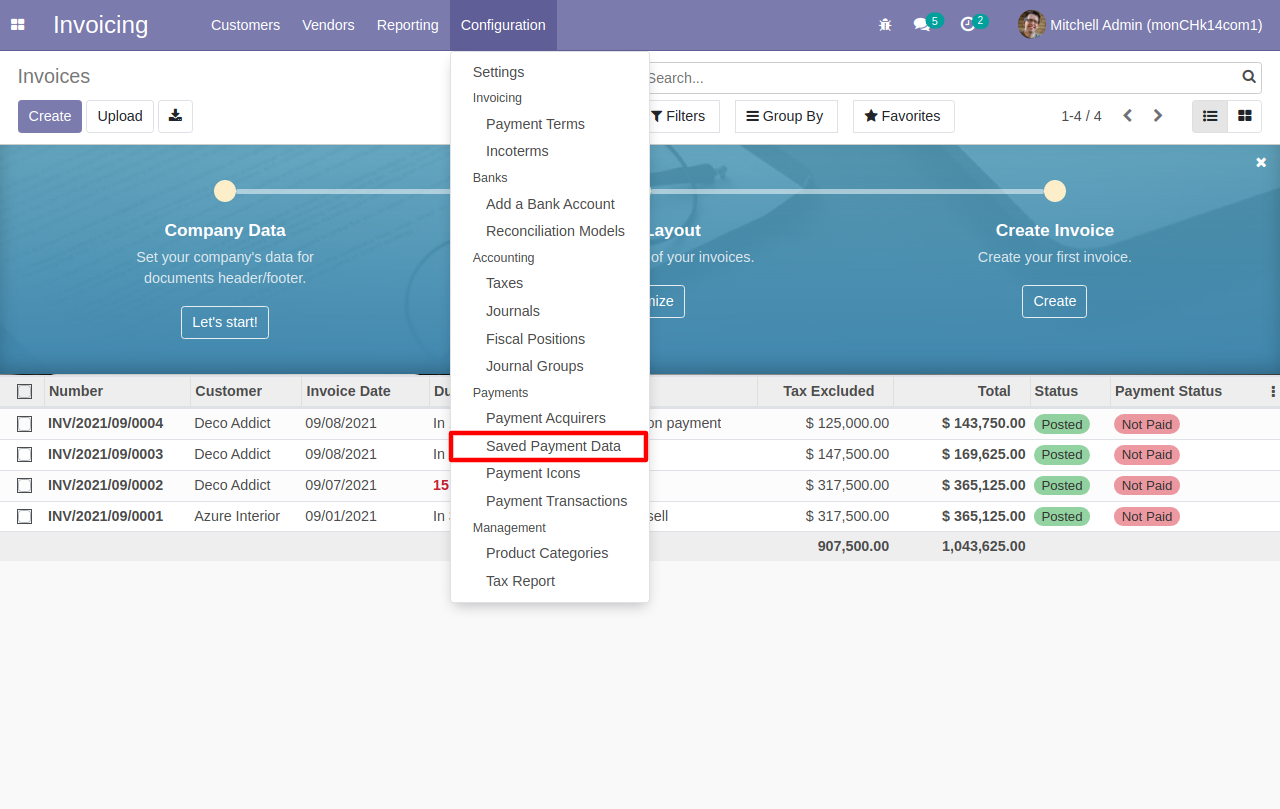 Invoicing
Customers Vendors Reporting Configuration
5 2 Mitchell Admin (monCHk14com1)
Invoices
Search...
Create Upload
Filters Group By Favorites 1-4 / 4
Settings
Invoicing
Payment Terms
Incoterms
Banks
Add a Bank Account
Reconciliation Models
Accounting
Taxes
Journals
Fiscal Positions
Journal Groups
Payments
Payment Acquirers
Saved Payment Data
Payment Icons
Payment Transactions
Management
Product Categories
Tax Report
Company Data
Set your company's data for
documents header/footer.
Let's start!
Layout
of your invoices.
mize
Create Invoice
Create your first invoice.
Create
Number Customer Invoice Date Du Tax Excluded Total Status Payment Status
INV/2021/09/0004 Deco Addict 09/08/2021 In on payment $ 125,000.00 $ 143,750.00 Posted Not Paid
INV/2021/09/0003 Deco Addict 09/08/2021 In $ 147,500.00 $ 169,625.00 Posted Not Paid
INV/2021/09/0002 Deco Addict 09/07/2021 15 $ 317,500.00 $ 365,125.00 Posted Not Paid
INV/2021/09/0001 Azure Interior 09/01/2021 In sell $ 317,500.00 $ 365,125.00 Posted Not Paid
907,500.00 1,043,625.00